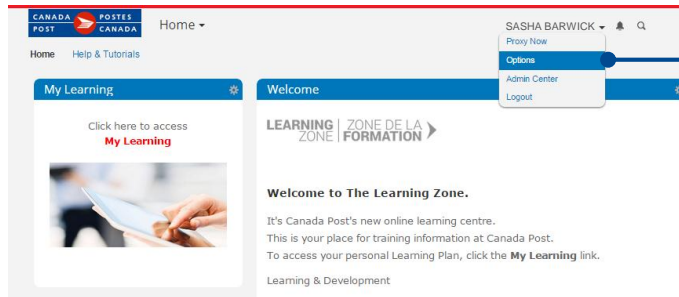 CANADA POSTES
POST CANADA
Home
SASHA BARWICK
Proxy Now
Options
Admin Center
Logout
Home Help & Tutorials
My Learning
Click here to access
My Learning
Welcome
LEARNING ZONE DE LA
ZONE FORMATION
Welcome to The Learning Zone.
It's Canada Post's new online learning centre.
This is your place for training information at Canada Post.
To access your personal Learning Plan, click the My Learning link.
Learning & Development